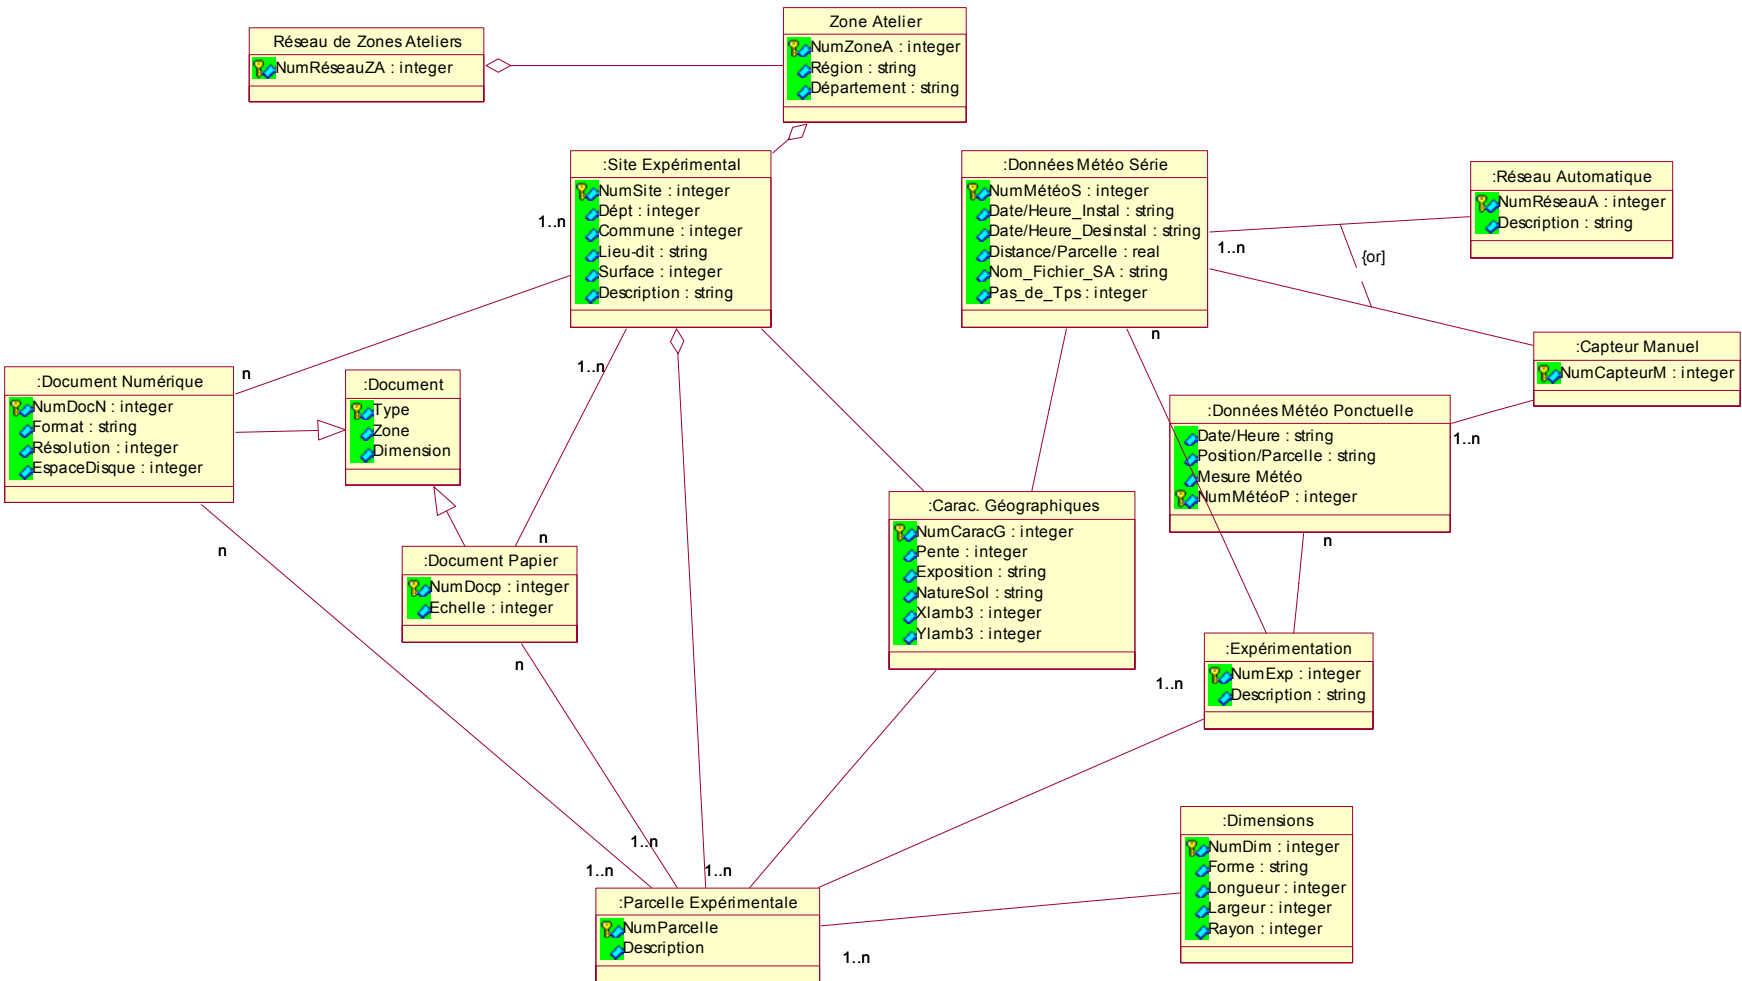 Réseau de Zones Ateliers
NumRéseauZA : integer
Zone Atelier
NumZoneA : integer
Région : string
Département : string
:Site Expérimental
NumSite : integer
Dépt : integer
Commune : integer
Lieu-dit : string
Surface : integer
Description : string
1..n
:Données Météo Série
NumMétéoS : integer
Date/Heure_Instal : string
Date/Heure_Desinstal : string
Distance/Parcelle : real
Nom_Fichier_SA : string
Pas_de_Tps : integer
:Réseau Automatique
NumRéseauA : integer
Description : string
1..n
{or]
n
:Capteur Manuel
NumCapteurM : integer
1..n
n
:Document Numérique
NumDocN : integer
Format : string
Résolution : integer
EspaceDisque : integer
:Document
Type
Zone
Dimension
:Données Météo Ponctuelle
Date/Heure : string
Position/Parcelle : string
Mesure Météo
NumMétéoP : integer
1..n
:Carac. Géographiques
NumCaracG : integer
Pente : integer
Exposition : string
NatureSol : string
Xlamb3 : integer
Ylamb3 : integer
n
n
n
:Document Papier
NumDocp : integer
Echelle : integer
n
:Expérimentation
NumExp : integer
Description : string
1..n
1..n
1..n
1..n
:Dimensions
NumDim : integer
Forme : string
Longueur : integer
Largeur : integer
Rayon : integer
:Parcelle Expérimentale
NumParcelle
Description
1..n